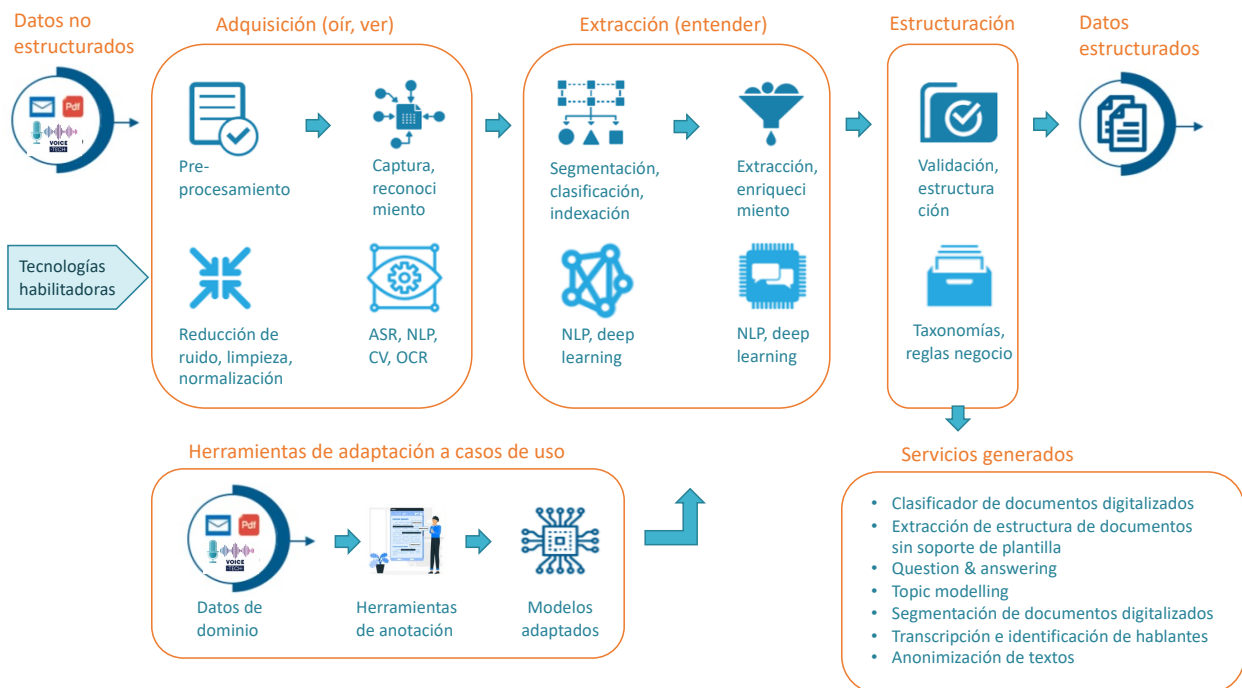 Datos no
estructurados
Adquisición (oír, ver)
Extracción (entender)
Estructuración
Datos
estructurados
Pdf
VOICE
TECH
Pre-
procesamiento
Captura,
reconoci
miento
Segmentación,
clasificación,
indexación
Extracción,
enriqueci
miento
Validación,
estructura
ción
Tecnologías
habilitadoras
Reducción de
ruido, limpieza,
normalización
ASR, NLP,
CV, OCR
NLP, deep
learning
NLP, deep
learning
Taxonomías,
reglas negocio
Herramientas de adaptación a casos de uso
Pdf
VOICE
TECH
Datos de
dominio
Herramientas
de anotación
Modelos
adaptados
Servicios generados
• Clasificador de documentos digitalizados
• Extracción de estructura de documentos
sin soporte de plantilla
• Question & answering
• Topic modelling
• Segmentación de documentos digitalizados
• Transcripción e identificación de hablantes
• Anonimización de textos